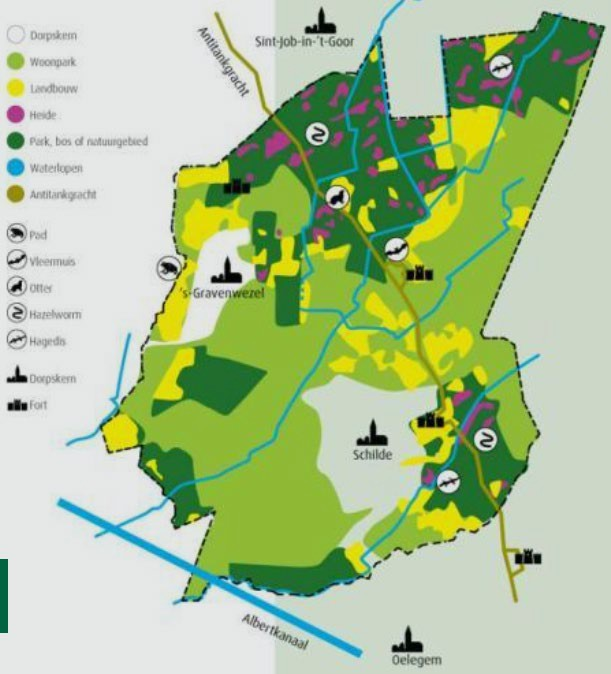 Sint-Job-in-'t-Goor
Antitankgracht
Dorpskern
Woonpark
Landbouw
Heide
Park, bos of natuurgebied
Waterlopen
Antitankgracht
Pad
Vleermuis
Otter
Hazelworm
Hagedis
Dorpskern
Fort
's-Gravenwezel
Schilde
Albertkanaal
Oelegem